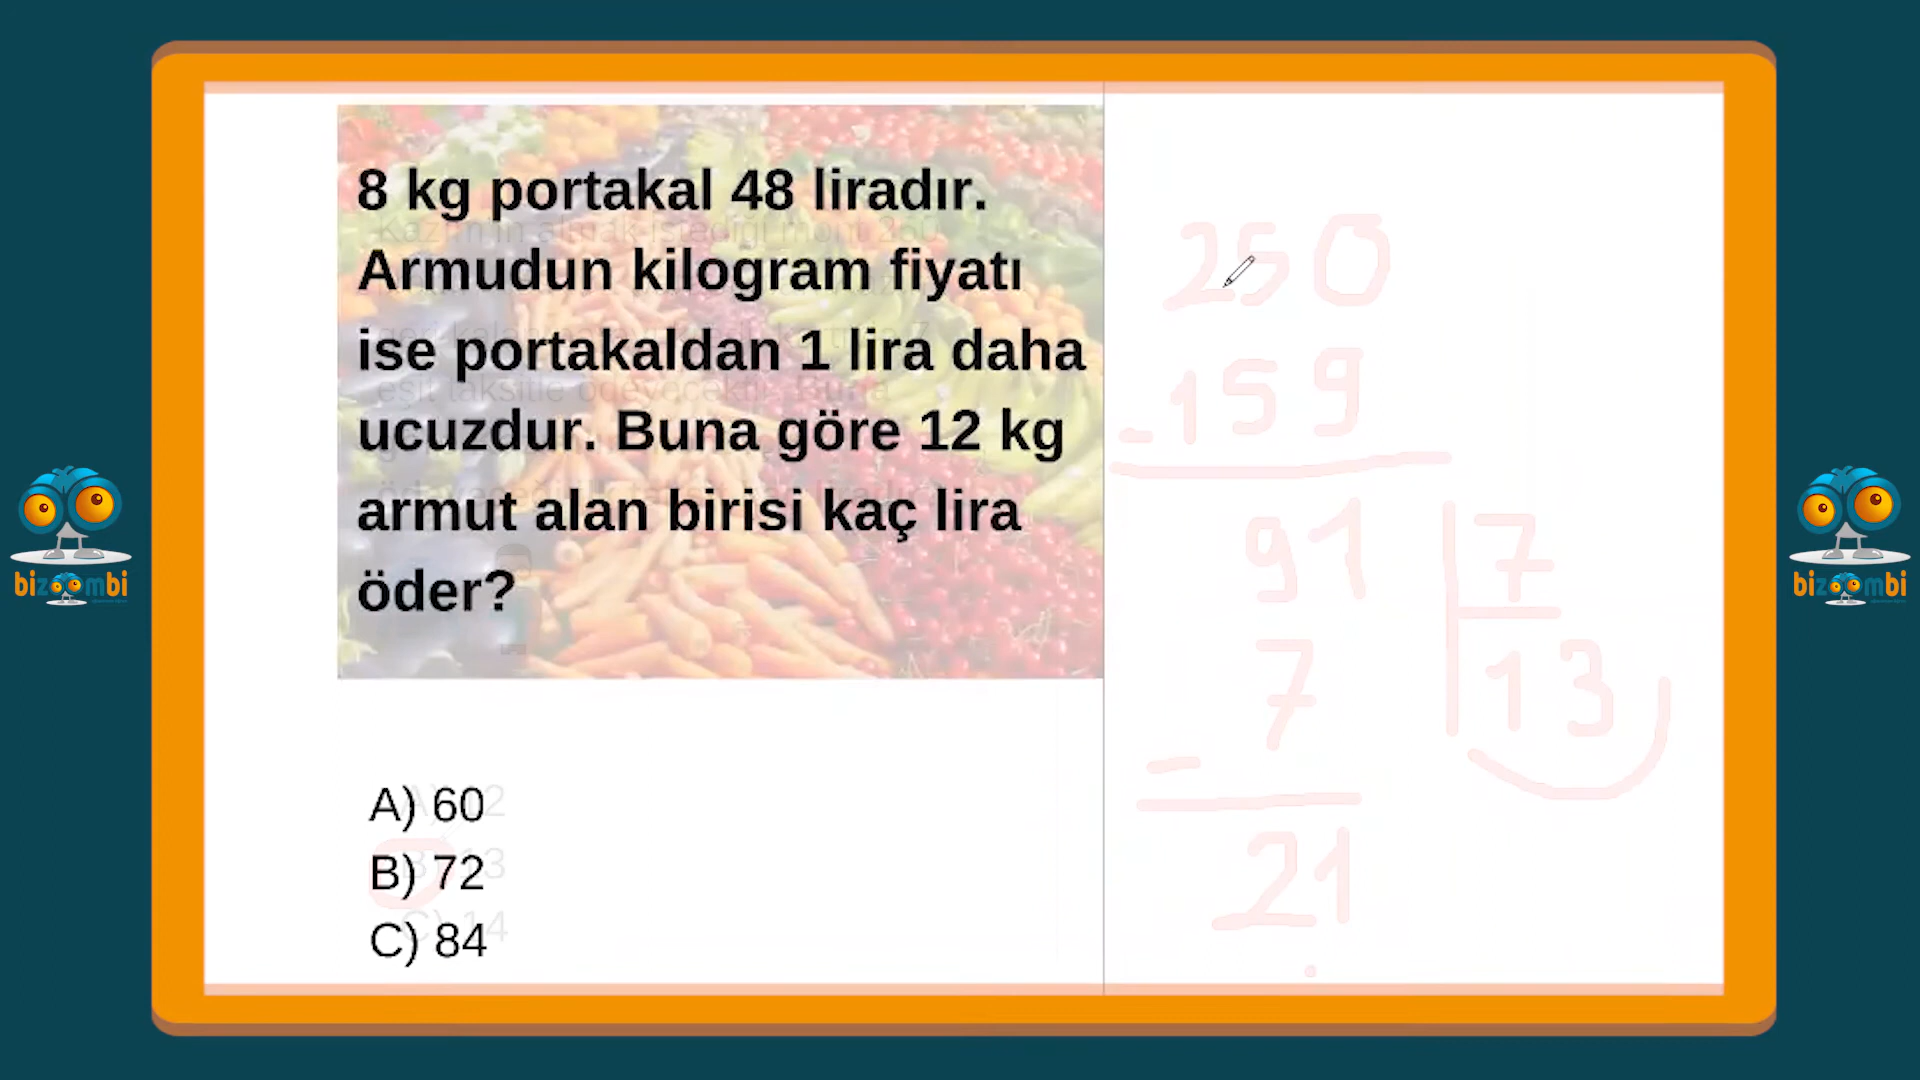 8 kg portakal 48 liradır.
Armudun kilogram fiyatı
ise portakaldan 1 lira daha
ucuzdur. Buna göre 12 kg
armut alan birisi kaç lira
öder?
A) 60
B) 72
C) 84
250
-159
91 7
7 13
21
bizoombi
bizoombi